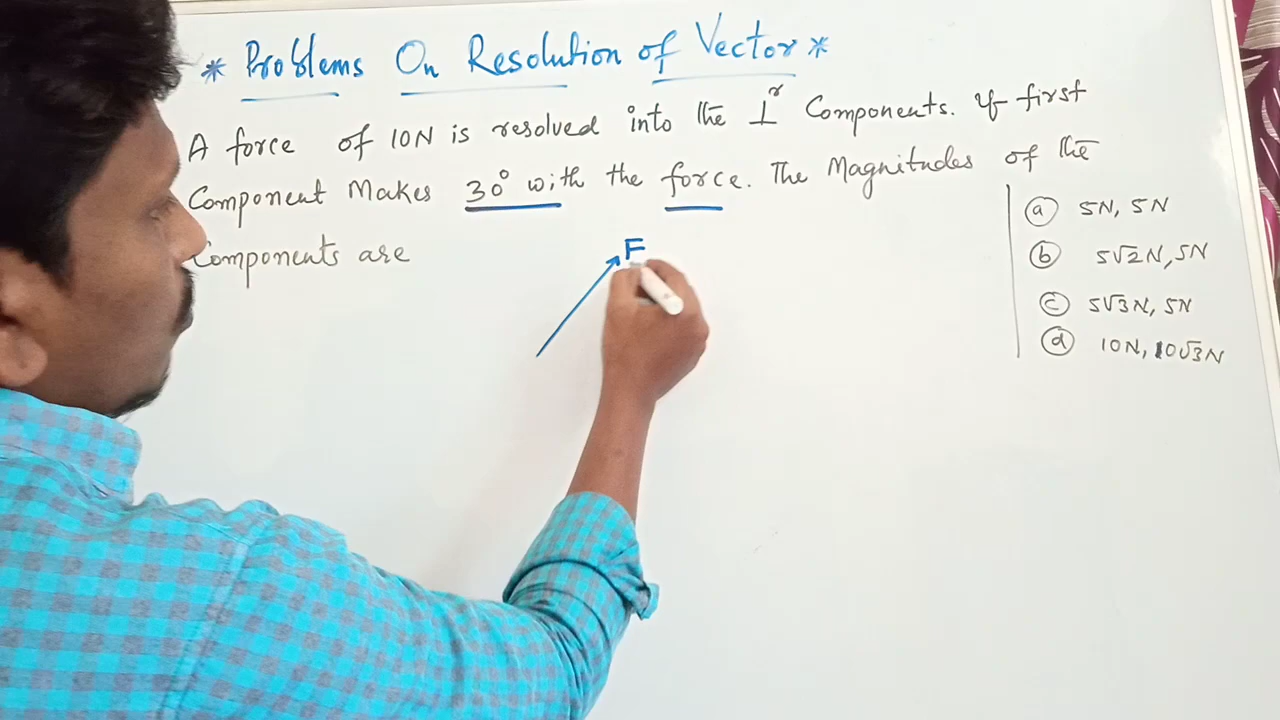 * Problems On Resolution of Vector *
A force of 10N is resolved into the ⊥r Components. If first
Component Makes 30° with the force. The Magnitudes of the
Components are
F
ⓐ 5N, 5N
ⓑ 5√2N, 5N
ⓒ 5√3N, 5N
ⓓ 10N, 10√3N